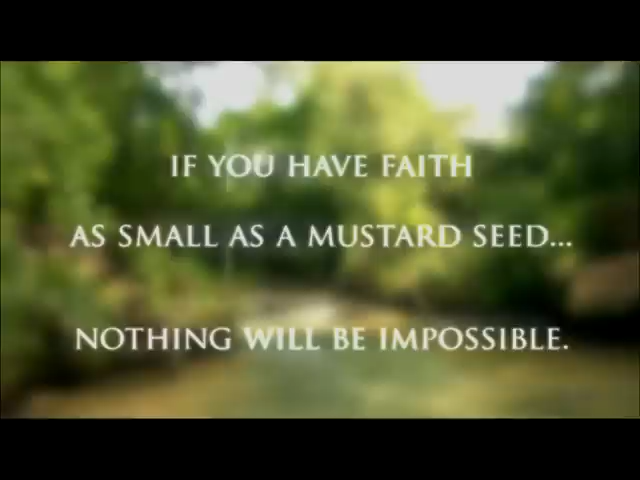 IF YOU HAVE FAITH
AS SMALL AS A MUSTARD SEED...
NOTHING WILL BE IMPOSSIBLE.